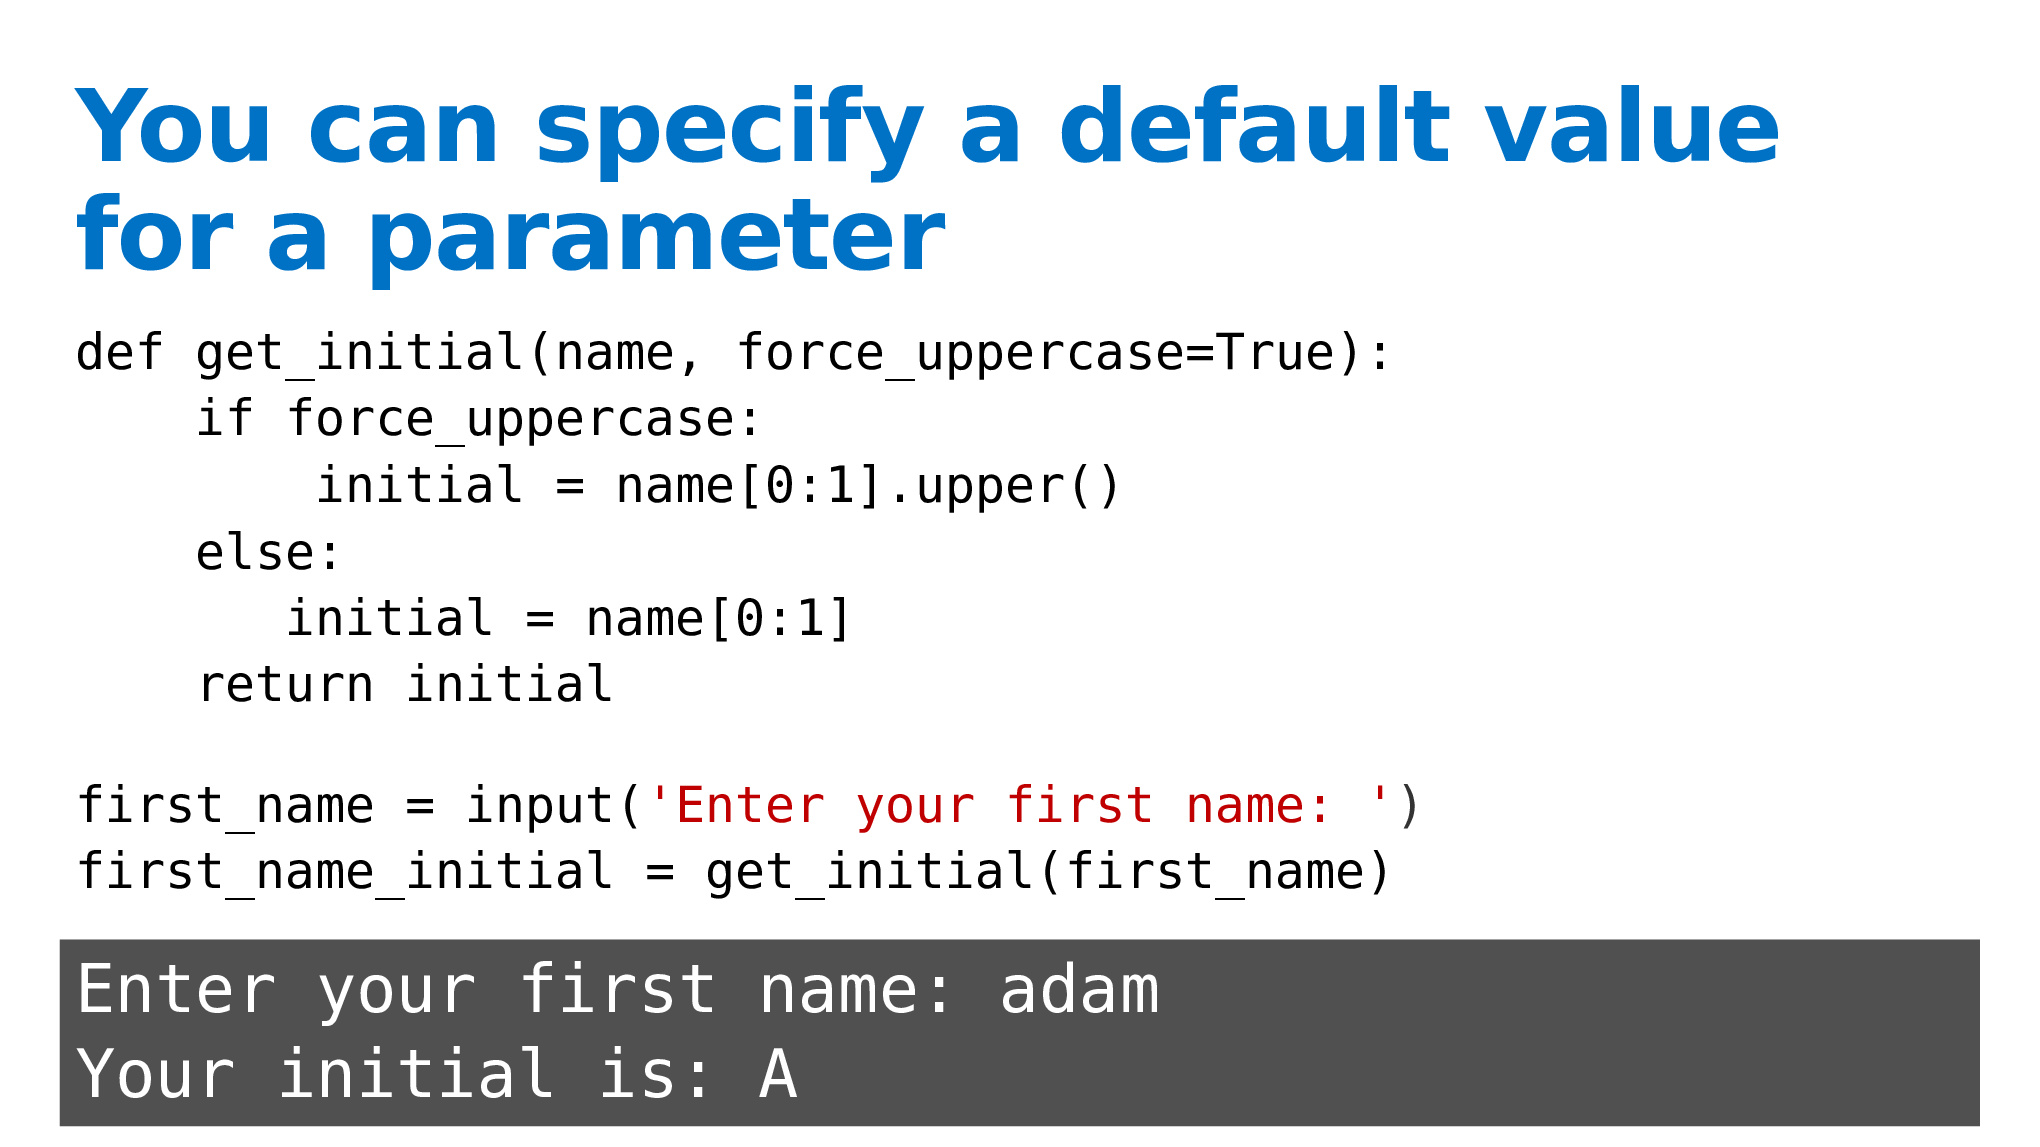 You can specify a default value
for a parameter
def get_initial(name, force_uppercase=True):
    if force_uppercase:
        initial = name[0:1].upper()
    else:
       initial = name[0:1]
    return initial
first_name = input('Enter your first name: ')
first_name_initial = get_initial(first_name)
Enter your first name: adam
Your initial is: A